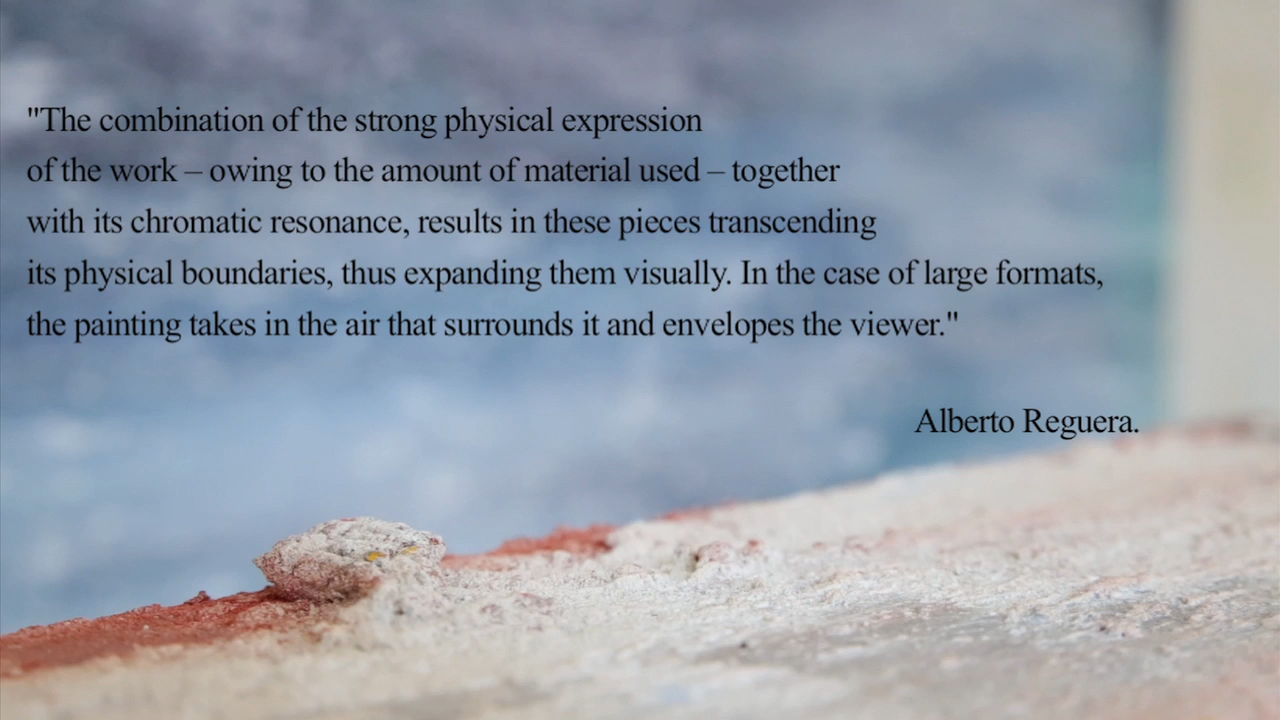 "The combination of the strong physical expression
of the work – owing to the amount of material used – together
with its chromatic resonance, results in these pieces transcending
its physical boundaries, thus expanding them visually. In the case of large formats,
the painting takes in the air that surrounds it and envelopes the viewer."
Alberto Reguera.